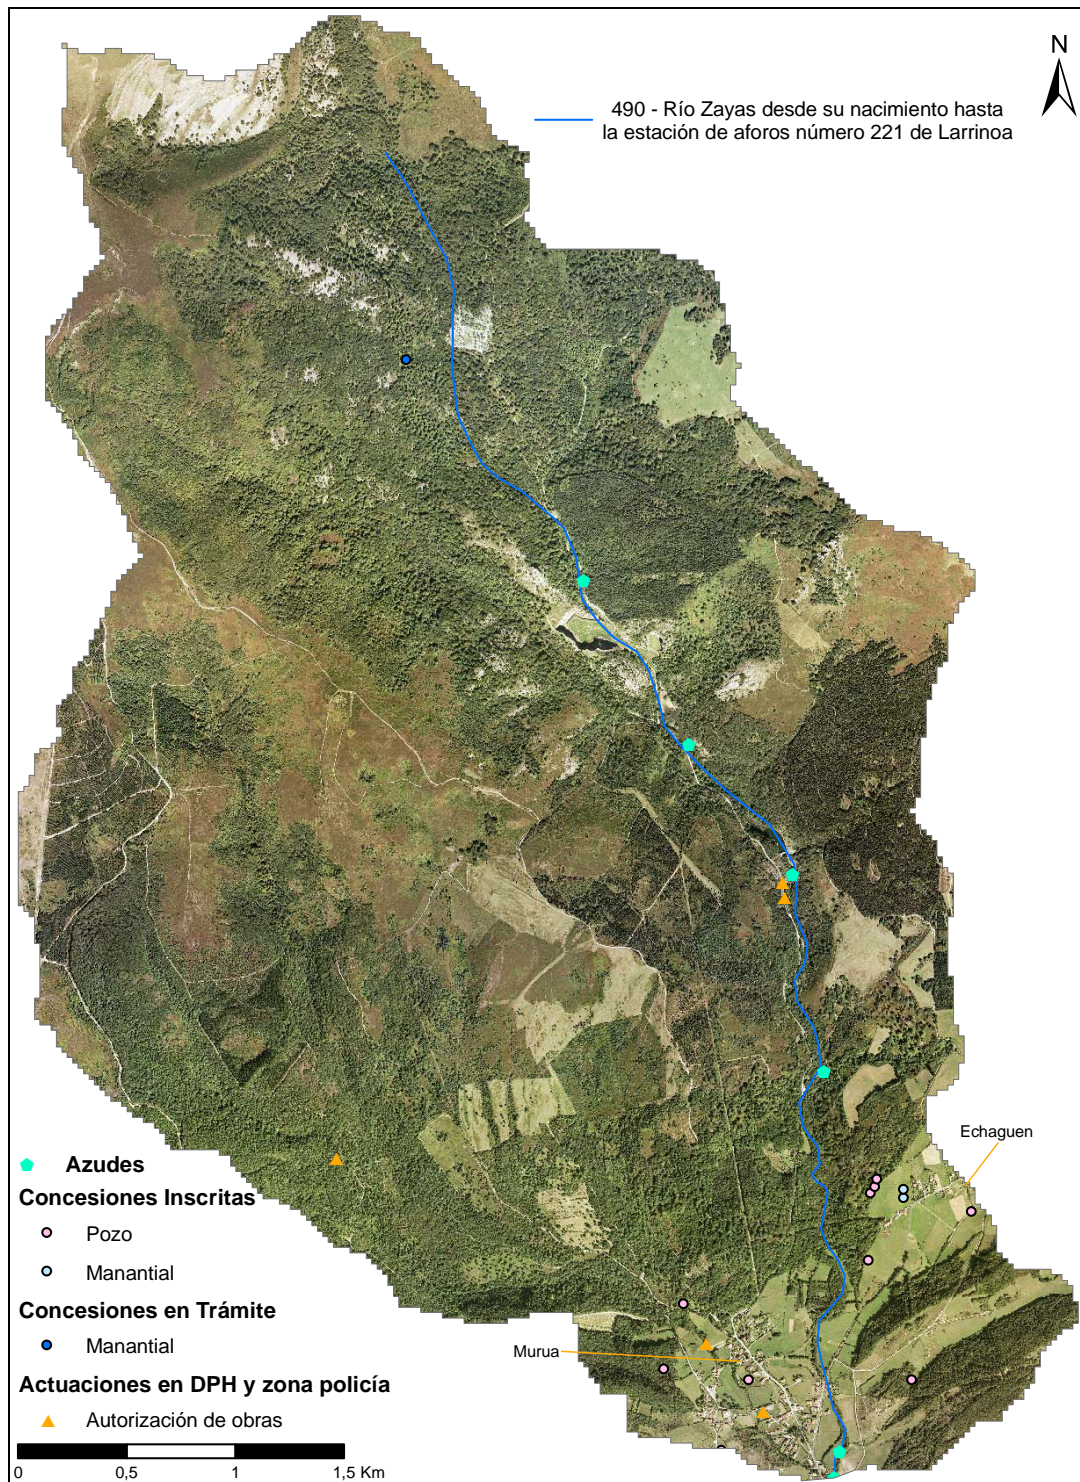 N
490 - Río Zayas desde su nacimiento hasta
la estación de aforos número 221 de Larrinoa
Echaguen
Azudes
Concesiones Inscritas
Pozo
Manantial
Concesiones en Trámite
Manantial
Murua
Actuaciones en DPH y zona policía
Autorización de obras
0 0,5 1 1,5 Km